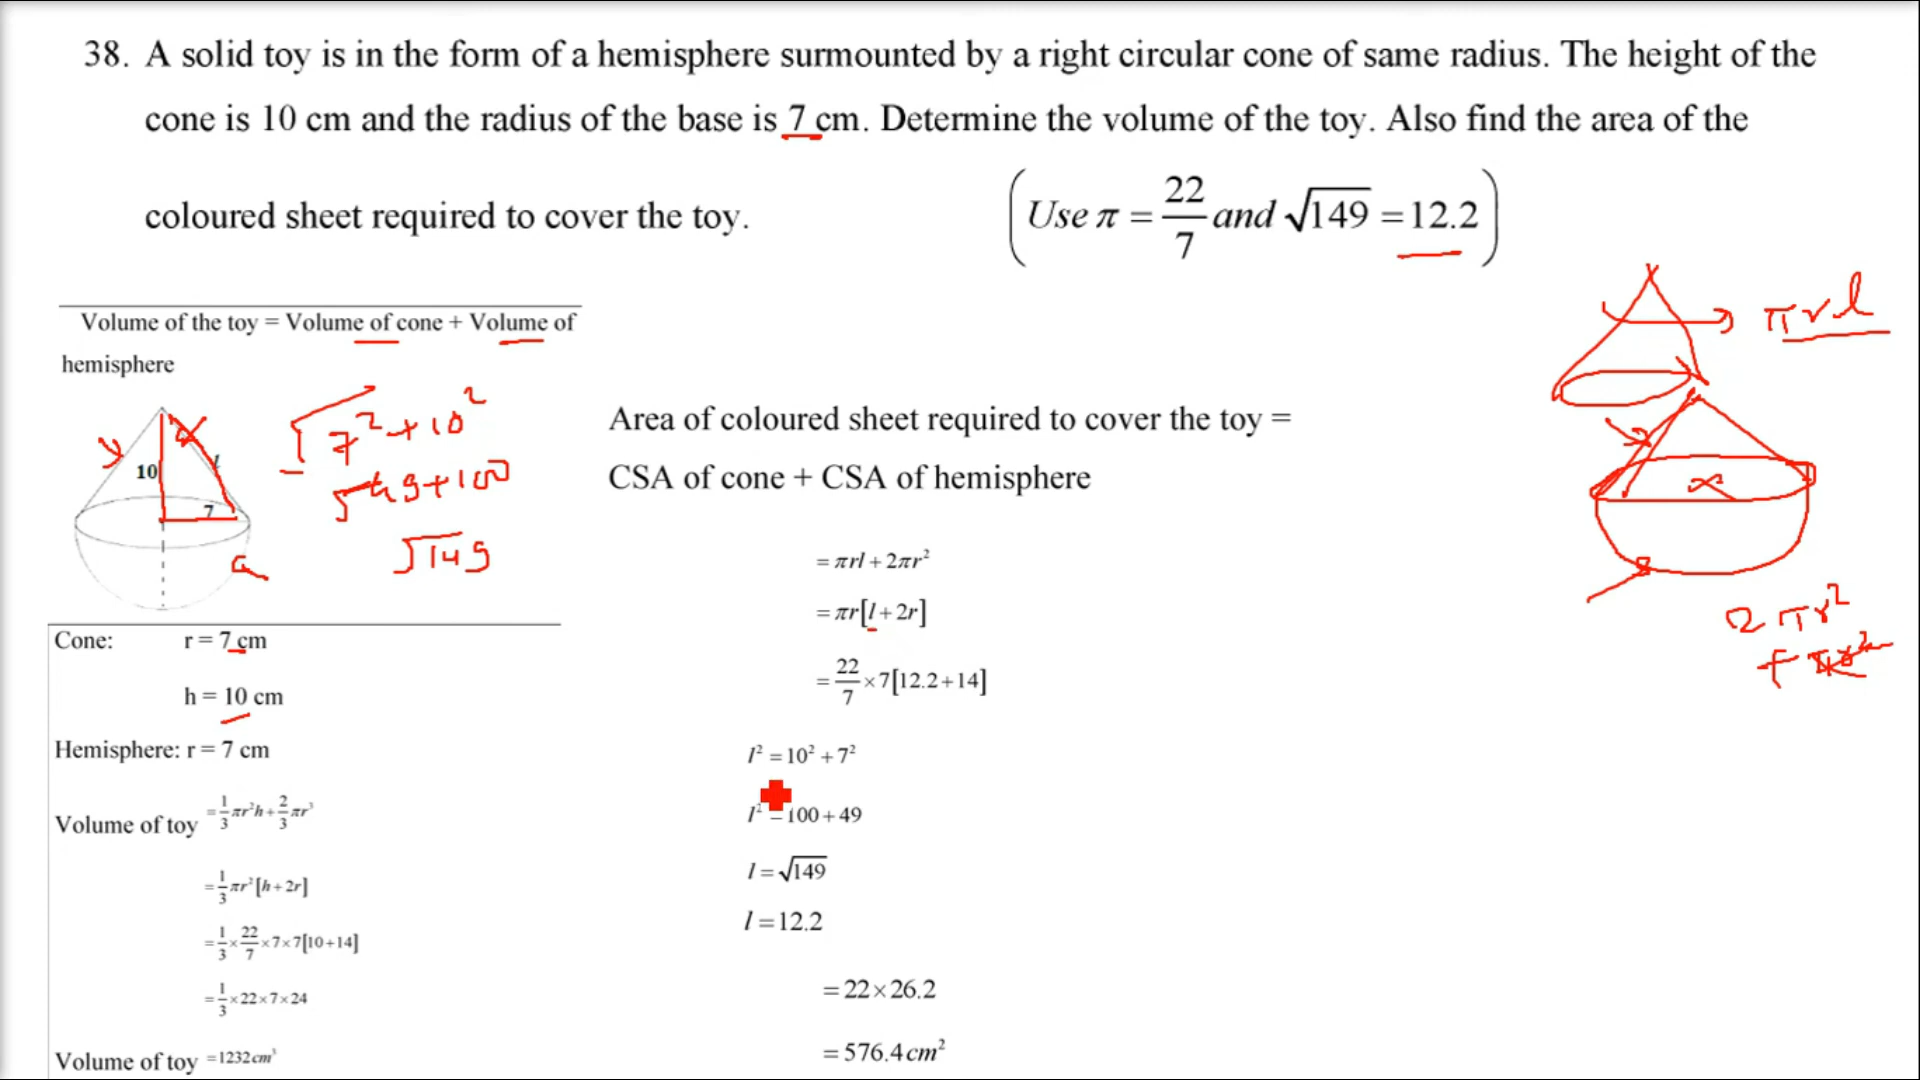 38. A solid toy is in the form of a hemisphere surmounted by a right circular cone of same radius. The height of the
cone is 10 cm and the radius of the base is 7 cm. Determine the volume of the toy. Also find the area of the
coloured sheet required to cover the toy.
(Use π = 22/7 and √149 = 12.2)
Volume of the toy = Volume of cone + Volume of
hemisphere
10
l
7
√7²+10²
√49+100
√149
Cone: r = 7 cm
h = 10 cm
Hemisphere: r = 7 cm
Volume of toy = 1/3 πr²h + 2/3 πr³
= 1/3 πr² [h + 2r]
= 1/3 × 22/7 × 7 × 7[10 + 14]
= 1/3 × 22 × 7 × 24
Volume of toy = 1232 cm³
Area of coloured sheet required to cover the toy =
CSA of cone + CSA of hemisphere
= πrl + 2πr²
= πr[l + 2r]
= 22/7 × 7[12.2 + 14]
l² = 10² + 7²
l² = 100 + 49
l = √149
l = 12.2
= 22 × 26.2
= 576.4 cm²
πrl
2πr²